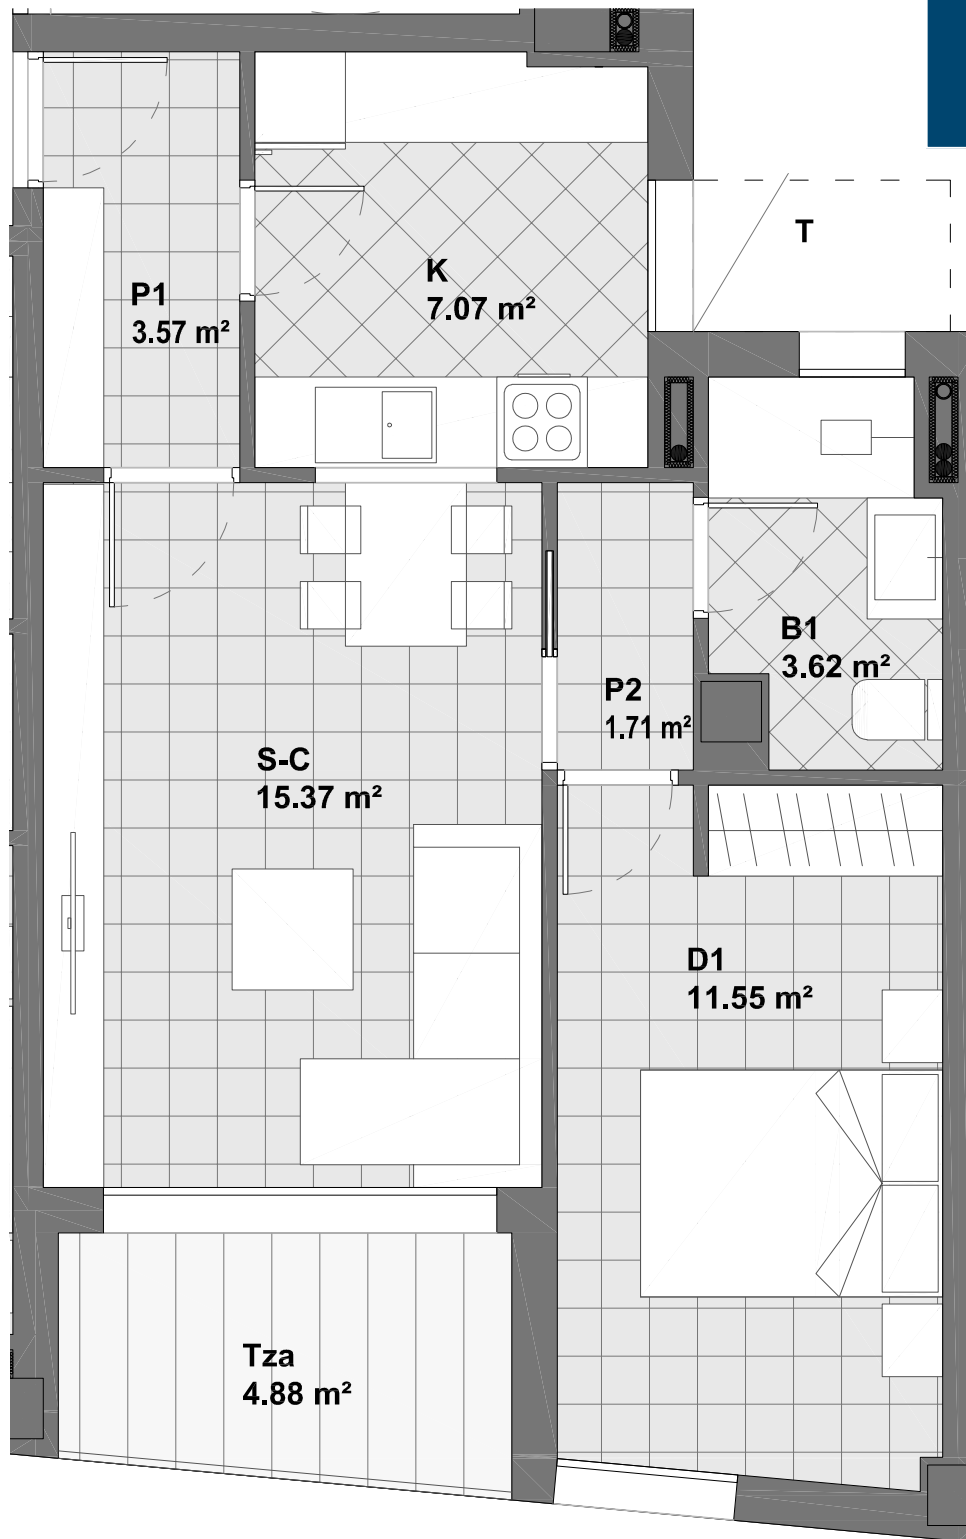 T
K
7.07 m²
P1
3.57 m²
B1
3.62 m²
P2
1.71 m²
S-C
15.37 m²
D1
11.55 m²
Tza
4.88 m²